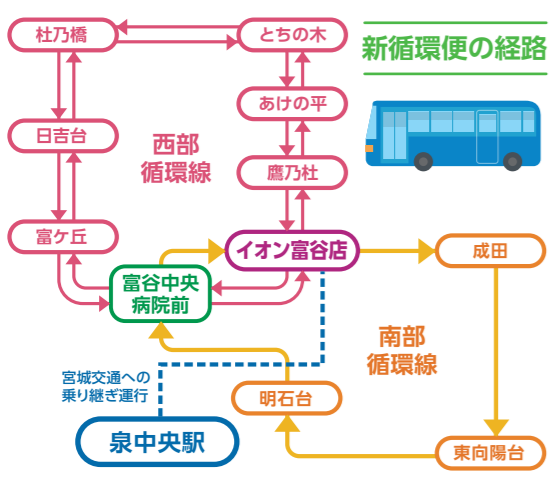 新循環便の経路
杜乃橋
とちの木
日吉台
あけの平
西部
循環線
鷹乃杜
富ケ丘
イオン富谷店
成田
富谷中央
病院前
南部
循環線
宮城交通への
乗り継ぎ運行
明石台
泉中央駅
東向陽台